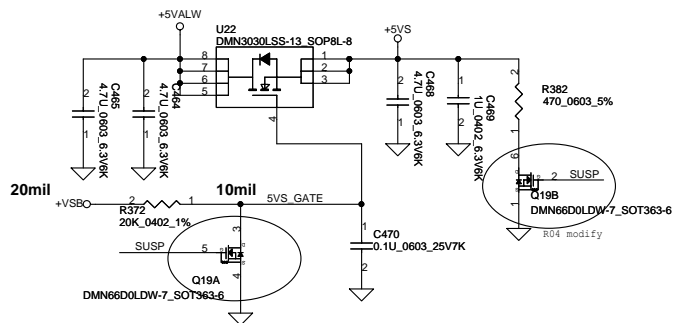 +5VALW
U22
DMN3030LSS-13_SOP8L-8
+5VS
8
7
6
5
1
2
3
4
2
1
C465
4.7U_0603_6.3V6K
2
1
C464
4.7U_0603_6.3V6K
2
1
C468
4.7U_0603_6.3V6K
1
2
C469
1U_0402_6.3V6K
2
R382
470_0603_5%
1
6
2
SUSP
1
Q19B
DMN66D0LDW-7_SOT363-6
R04 modify
20mil
+VSB
2
1
R372
20K_0402_1%
10mil
5VS_GATE
SUSP
5
3
4
Q19A
DMN66D0LDW-7_SOT363-6
1
C470
0.1U_0603_25V7K
2